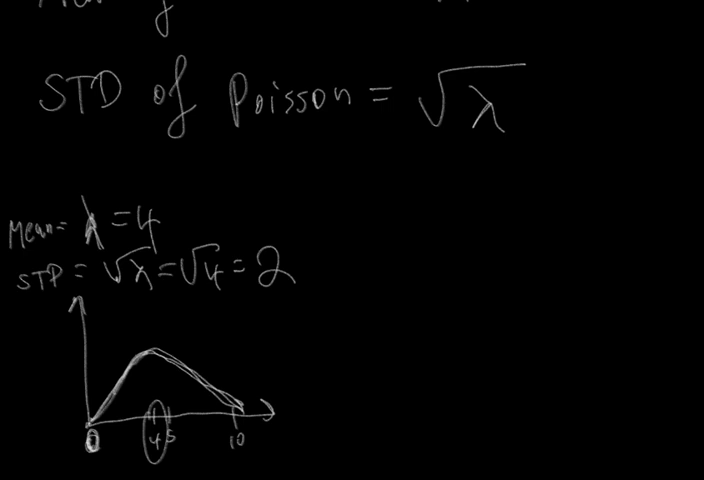 STD of Poisson = √λ
Mean = λ = 4
STD = √λ = √4 = 2
0 4 5 10